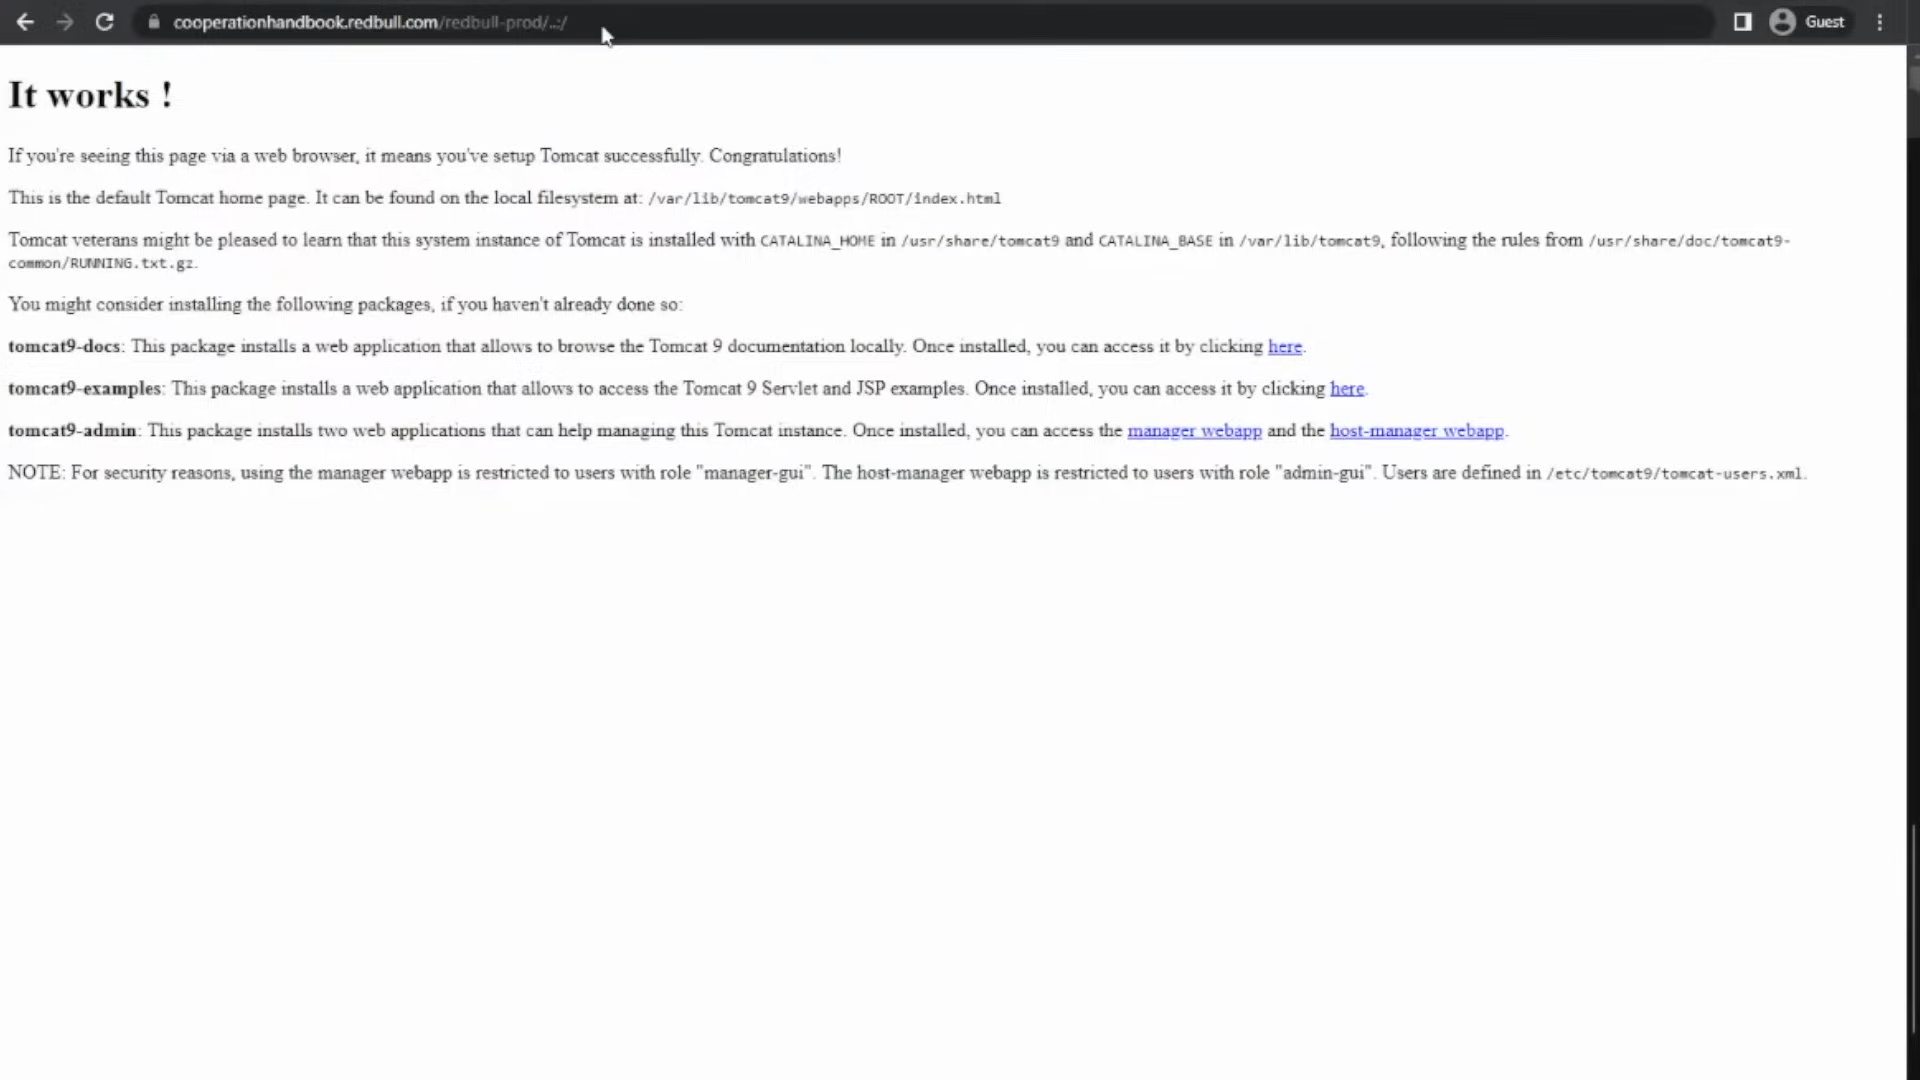 cooperationhandbook.redbull.com/redbull-prod/..;/
Guest
It works !
If you're seeing this page via a web browser, it means you've setup Tomcat successfully. Congratulations!
This is the default Tomcat home page. It can be found on the local filesystem at: /var/lib/tomcat9/webapps/ROOT/index.html
Tomcat veterans might be pleased to learn that this system instance of Tomcat is installed with CATALINA_HOME in /usr/share/tomcat9 and CATALINA_BASE in /var/lib/tomcat9, following the rules from /usr/share/doc/tomcat9-
common/RUNNING.txt.gz.
You might consider installing the following packages, if you haven't already done so:
tomcat9-docs: This package installs a web application that allows to browse the Tomcat 9 documentation locally. Once installed, you can access it by clicking here.
tomcat9-examples: This package installs a web application that allows to access the Tomcat 9 Servlet and JSP examples. Once installed, you can access it by clicking here.
tomcat9-admin: This package installs two web applications that can help managing this Tomcat instance. Once installed, you can access the manager webapp and the host-manager webapp.
NOTE: For security reasons, using the manager webapp is restricted to users with role "manager-gui". The host-manager webapp is restricted to users with role "admin-gui". Users are defined in /etc/tomcat9/tomcat-users.xml.